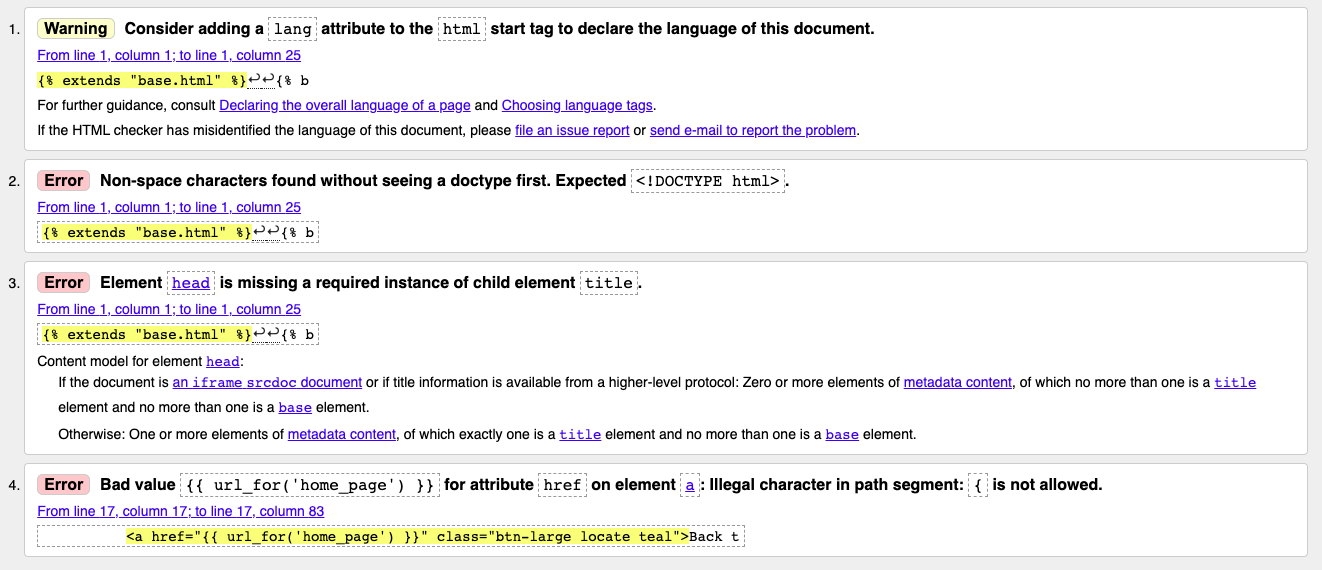 1. Warning Consider adding a lang attribute to the html start tag to declare the language of this document.
From line 1, column 1; to line 1, column 25
{% extends "base.html" %}↩↩{% b
For further guidance, consult Declaring the overall language of a page and Choosing language tags.
If the HTML checker has misidentified the language of this document, please file an issue report or send e-mail to report the problem.
2. Error Non-space characters found without seeing a doctype first. Expected <!DOCTYPE html>.
From line 1, column 1; to line 1, column 25
{% extends "base.html" %}↩↩{% b
3. Error Element head is missing a required instance of child element title.
From line 1, column 1; to line 1, column 25
{% extends "base.html" %}↩↩{% b
Content model for element head:
If the document is an iframe srcdoc document or if title information is available from a higher-level protocol: Zero or more elements of metadata content, of which no more than one is a title
element and no more than one is a base element.
Otherwise: One or more elements of metadata content, of which exactly one is a title element and no more than one is a base element.
4. Error Bad value {{ url_for('home_page') }} for attribute href on element a: Illegal character in path segment: { is not allowed.
From line 17, column 17; to line 17, column 83
<a href="{{ url_for('home_page') }}" class="btn-large locate teal">Back t